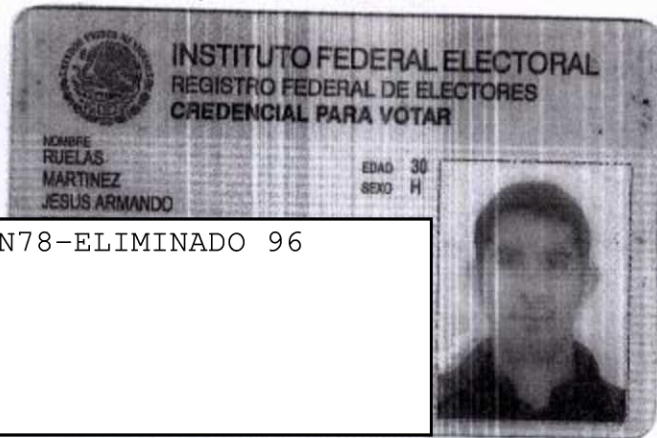 INSTITUTO FEDERAL ELECTORAL
REGISTRO FEDERAL DE ELECTORES
CREDENCIAL PARA VOTAR
NOMBRE
RUELAS
MARTINEZ
JESUS ARMANDO
EDAD 30
SEXO H
N78-ELIMINADO 96